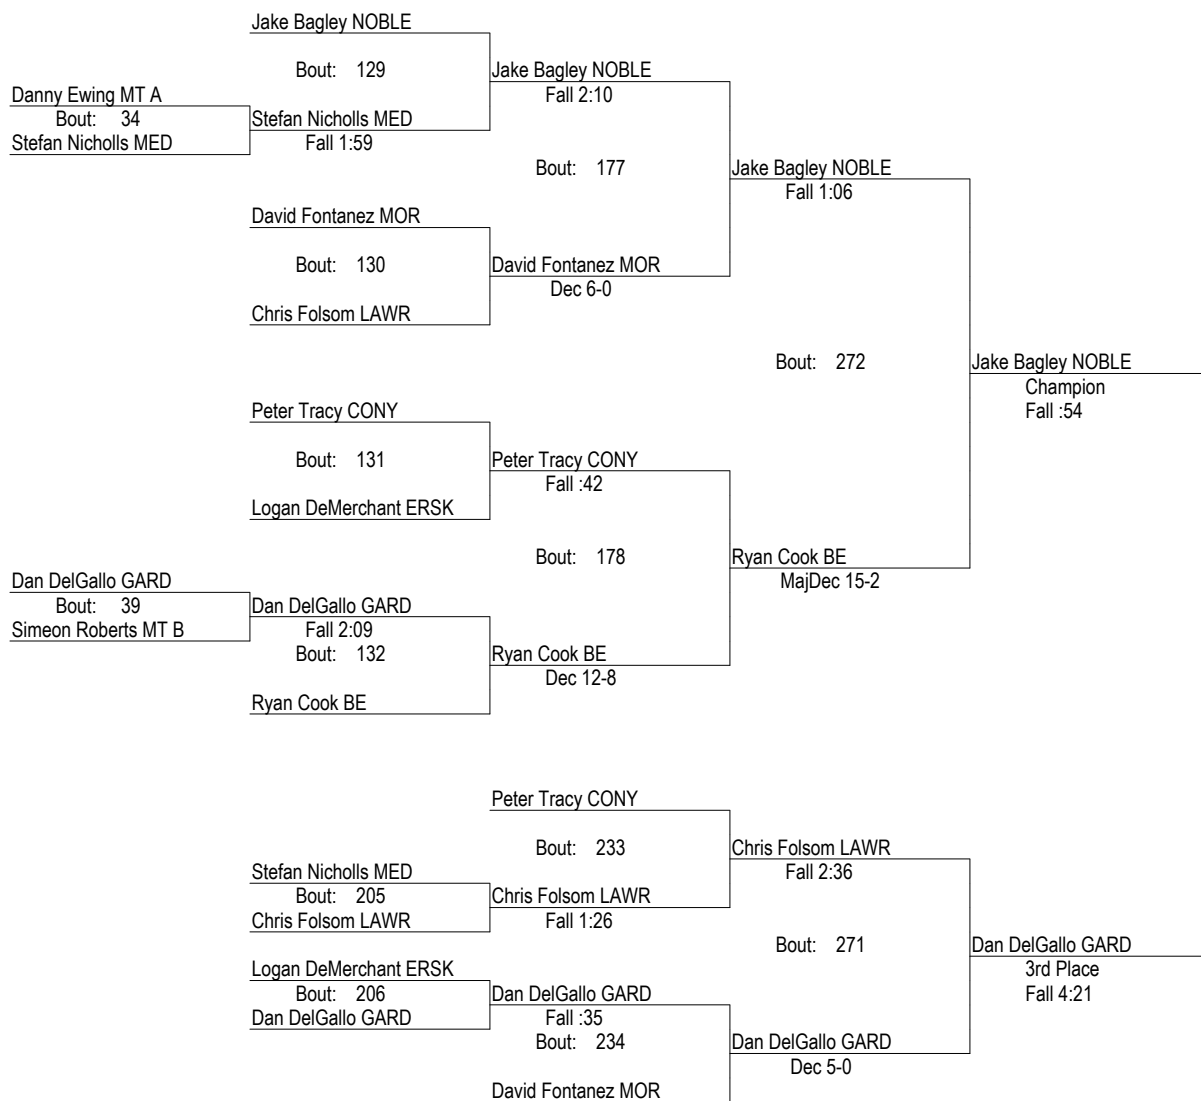 Jake Bagley NOBLE
Bout: 129
Jake Bagley NOBLE
Fall 2:10
Danny Ewing MT A
Bout: 34
Stefan Nicholls MED
Stefan Nicholls MED
Fall 1:59
Bout: 177
Jake Bagley NOBLE
Fall 1:06
David Fontanez MOR
Bout: 130
David Fontanez MOR
Dec 6-0
Chris Folsom LAWR
Bout: 272
Jake Bagley NOBLE
Champion
Fall :54
Peter Tracy CONY
Bout: 131
Peter Tracy CONY
Fall :42
Logan DeMerchant ERSK
Bout: 178
Ryan Cook BE
MajDec 15-2
Dan DelGallo GARD
Bout: 39
Simeon Roberts MT B
Dan DelGallo GARD
Fall 2:09
Bout: 132
Ryan Cook BE
Dec 12-8
Ryan Cook BE
Peter Tracy CONY
Bout: 233
Chris Folsom LAWR
Fall 2:36
Stefan Nicholls MED
Bout: 205
Chris Folsom LAWR
Chris Folsom LAWR
Fall 1:26
Bout: 271
Dan DelGallo GARD
3rd Place
Fall 4:21
Logan DeMerchant ERSK
Bout: 206
Dan DelGallo GARD
Dan DelGallo GARD
Fall :35
Bout: 234
Dan DelGallo GARD
Dec 5-0
David Fontanez MOR